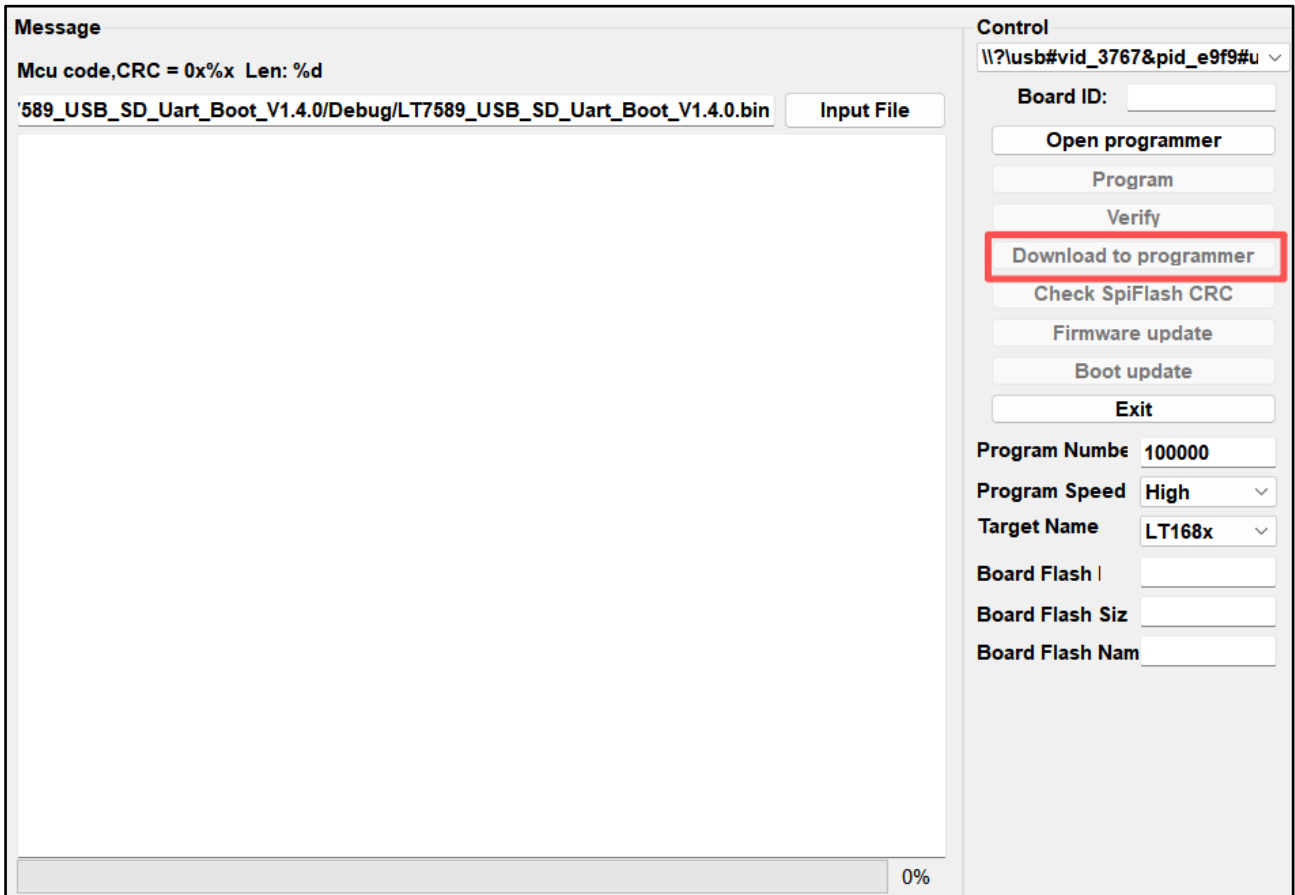 Message
Mcu code,CRC = 0x%x  Len: %d
'589_USB_SD_Uart_Boot_V1.4.0/Debug/LT7589_USB_SD_Uart_Boot_V1.4.0.bin
Input File
0%
Control
\\?\usb#vid_3767&pid_e9f9#u
Board ID:
Open programmer
Program
Verify
Download to programmer
Check SpiFlash CRC
Firmware update
Boot update
Exit
Program Numbe 100000
Program Speed High
Target Name LT168x
Board Flash I
Board Flash Siz
Board Flash Nam